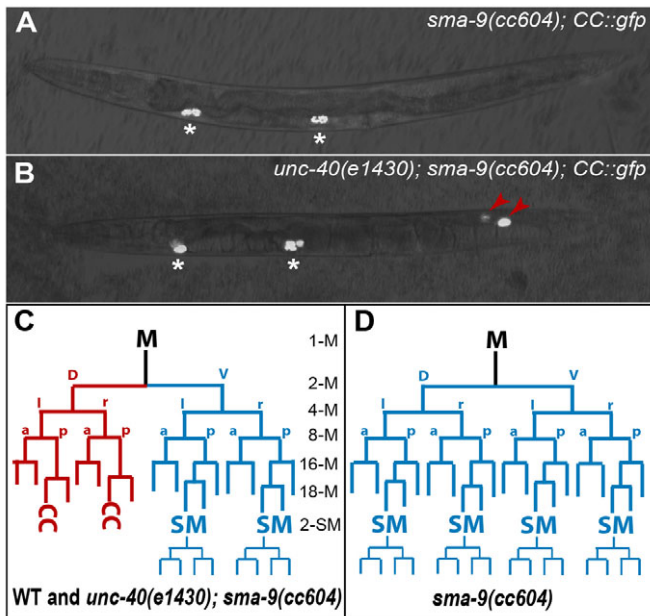 A
sma-9(cc604); CC::gfp
*
*
B
unc-40(e1430); sma-9(cc604); CC::gfp
*
*
C
M
D V
l r l r
a p a p a p a p
SM SM
WT and unc-40(e1430); sma-9(cc604)
1-M
2-M
4-M
8-M
16-M
18-M
2-SM
D
M
D V
l r l r
a p a p a p a p
SM SM SM SM
sma-9(cc604)